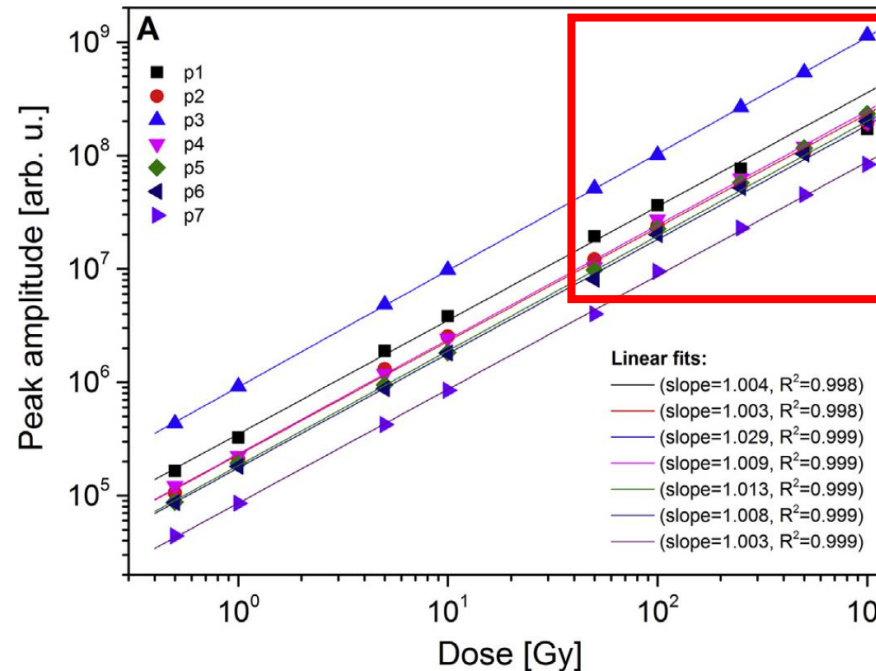 A
10⁹
10⁸
10⁷
10⁶
10⁵
Peak amplitude [arb. u.]
p1
p2
p3
p4
p5
p6
p7
Linear fits:
(slope=1.004, R²=0.998)
(slope=1.003, R²=0.998)
(slope=1.029, R²=0.999)
(slope=1.009, R²=0.999)
(slope=1.013, R²=0.999)
(slope=1.008, R²=0.999)
(slope=1.003, R²=0.999)
10⁰ 10¹ 10² 10
Dose [Gy]